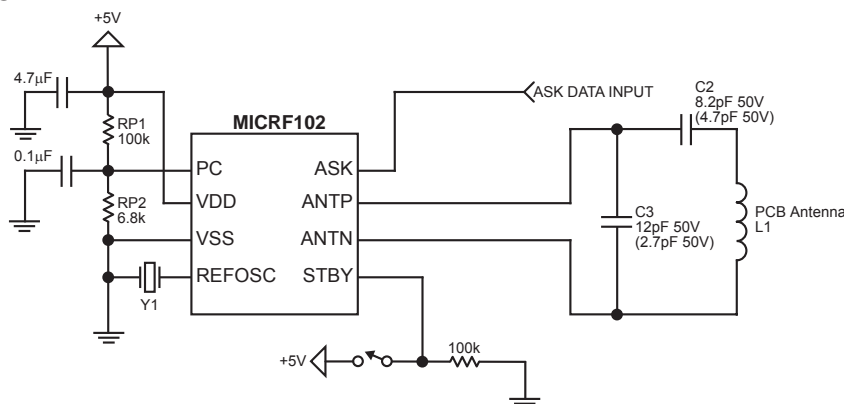 +5V
4.7µF
RP1
100k
0.1µF
RP2
6.8k
Y1
MICRF102
PC
VDD
VSS
REFOSC
ASK
ANTP
ANTN
STBY
ASK DATA INPUT
C2
8.2pF 50V
(4.7pF 50V)
C3
12pF 50V
(2.7pF 50V)
PCB Antenna
L1
+5V
100k